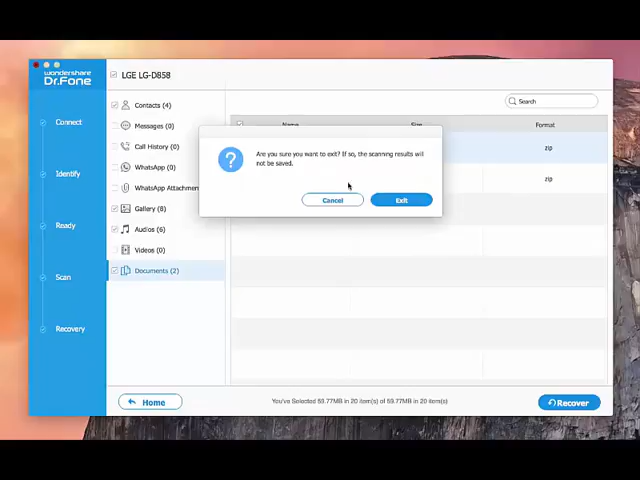 wondershare
Dr.Fone
LGE LG-D858
Connect
Identify
Ready
Scan
Recovery
Contacts (4)
Messages (0)
Call History (0)
WhatsApp (0)
WhatsApp Attachmen
Gallery (8)
Audios (6)
Videos (0)
Documents (2)
Search
Name
Size
Format
zip
zip
Are you sure you want to exit? If so, the scanning results will
not be saved.
Cancel
Exit
Home
You've Selected 59.77MB in 20 item(s) of 59.77MB in 20 item(s)
Recover